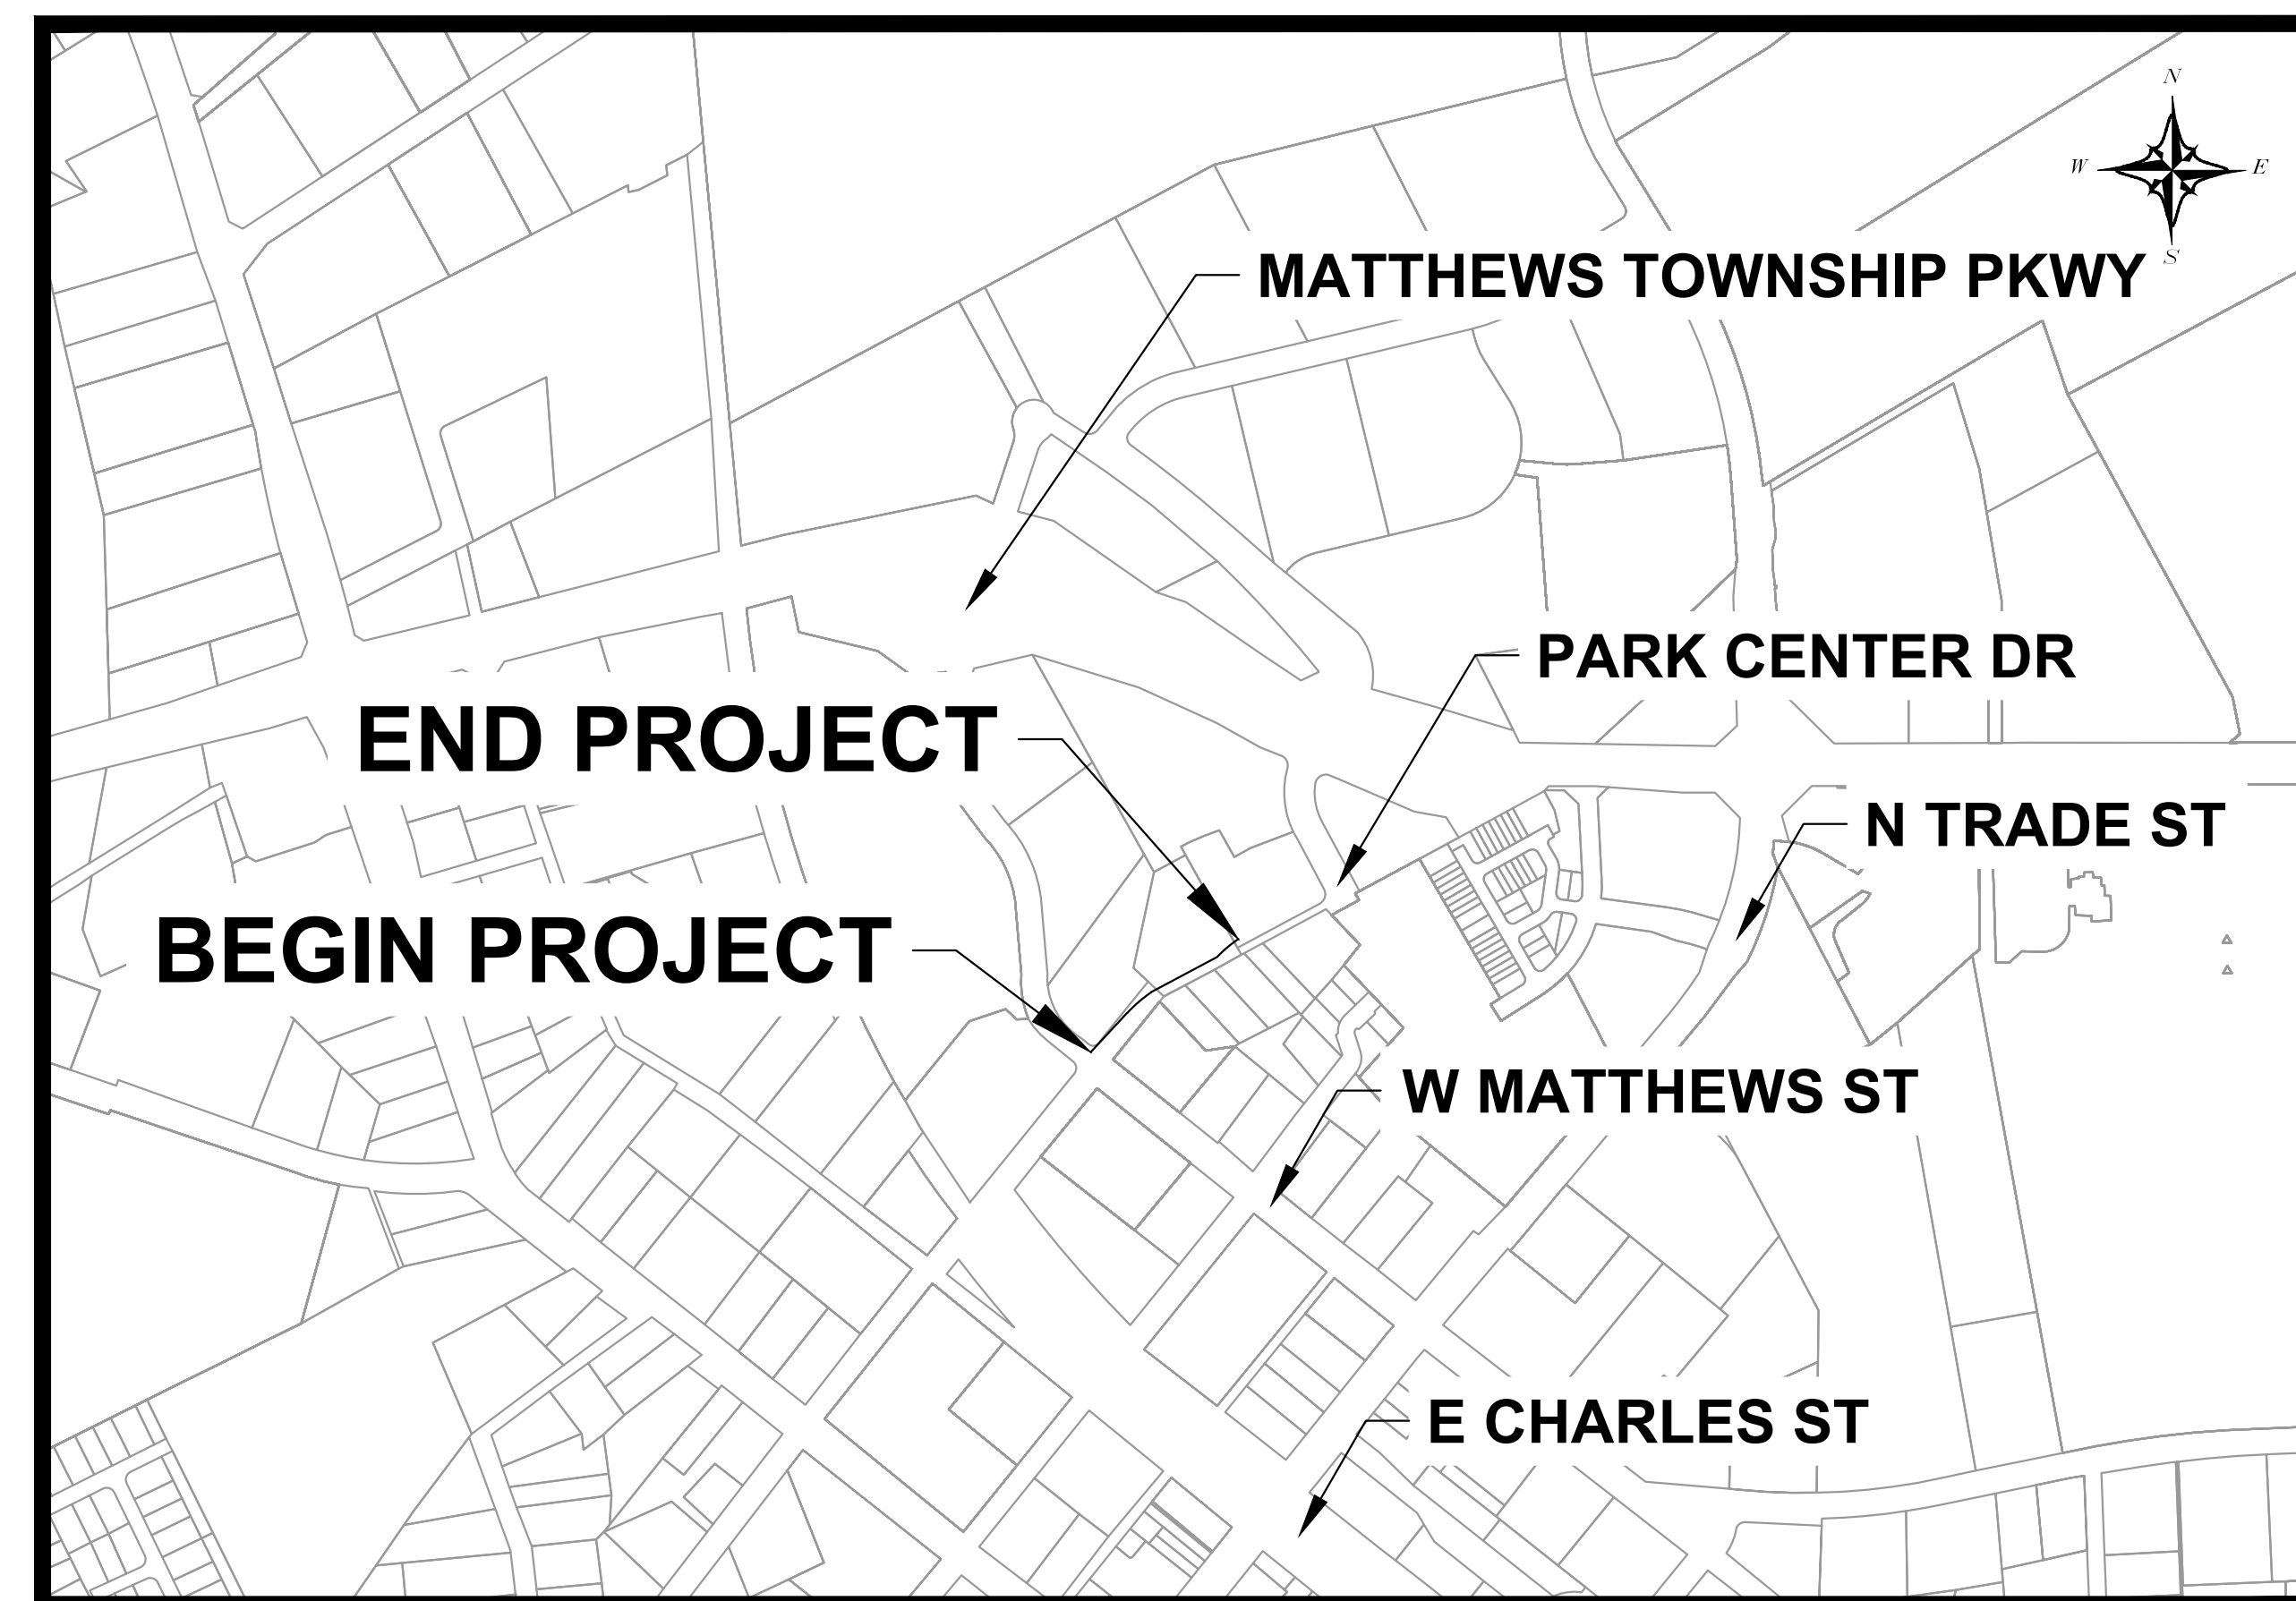 N
W E
S
MATTHEWS TOWNSHIP PKWY
PARK CENTER DR
END PROJECT
N TRADE ST
BEGIN PROJECT
W MATTHEWS ST
E CHARLES ST